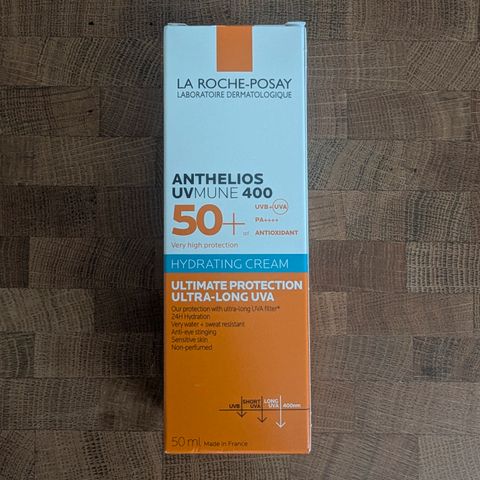 LA ROCHE-POSAY
LABORATOIRE DERMATOLOGIQUE
ANTHELIOS
UVMUNE 400
50+
SPF
UVB+UVA
PA++++
ANTIOXIDANT
Very high protection
HYDRATING CREAM
ULTIMATE PROTECTION
ULTRA-LONG UVA
Our protection with ultra-long UVA filter*
24H Hydration
Very water + sweat resistant
Anti-eye stinging
Sensitive skin
Non-perfumed
UVB
SHORT UVA
LONG UVA
400nm
50 ml Made in France